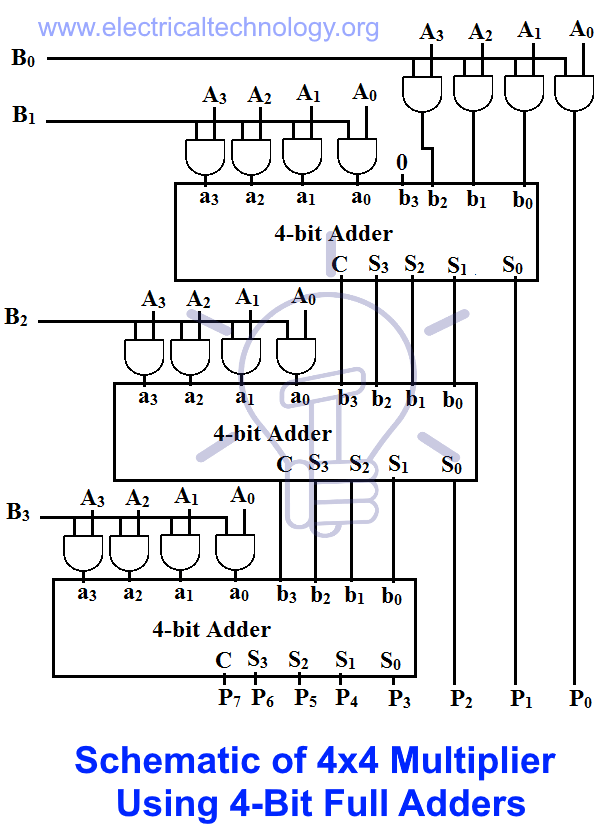 www.electricaltechnology.org
A3 A2 A1 A0
B0
A3 A2 A1 A0
B1
0
a3 a2 a1 a0 b3 b2 b1 b0
4-bit Adder
C S3 S2 S1 S0
A3 A2 A1 A0
B2
a3 a2 a1 a0 b3 b2 b1 b0
4-bit Adder
C S3 S2 S1 S0
A3 A2 A1 A0
B3
a3 a2 a1 a0 b3 b2 b1 b0
4-bit Adder
C S3 S2 S1 S0
P7 P6 P5 P4 P3 P2 P1 P0
Schematic of 4x4 Multiplier
Using 4-Bit Full Adders